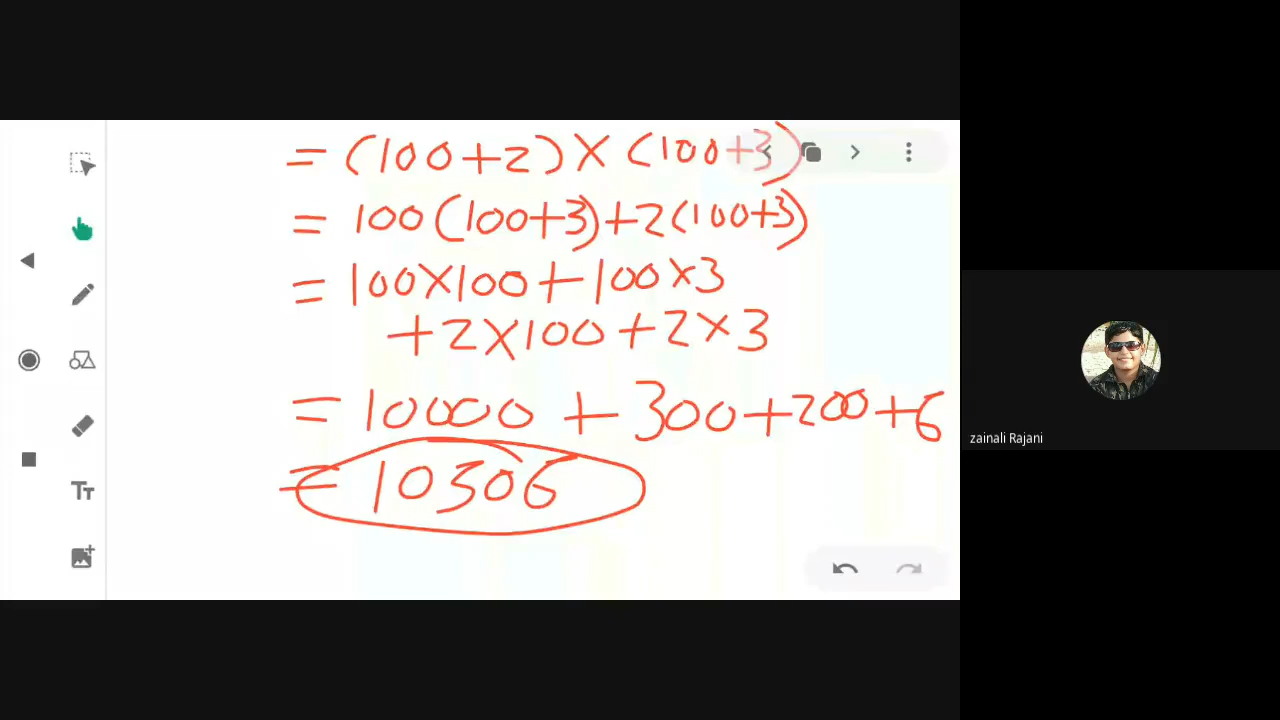 = (100+2) × (100+3)
= 100(100+3)+2(100+3)
= 100×100+100×3
+2×100+2×3
= 10000 + 300+200+6
= 10506
zainali Rajani